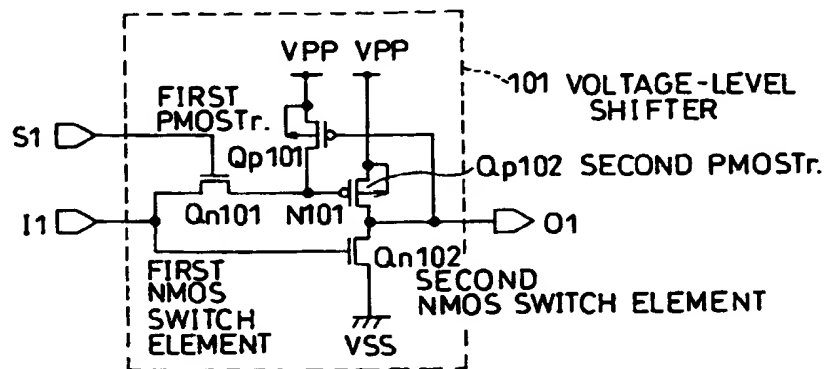 VPP VPP
101 VOLTAGE-LEVEL
SHIFTER
FIRST
PMOSTr.
S1
Qp101
Qp102 SECOND PMOSTr.
Qn101
N101
I1
O1
Qn102
FIRST
NMOS
SWITCH
ELEMENT
SECOND
NMOS SWITCH ELEMENT
VSS